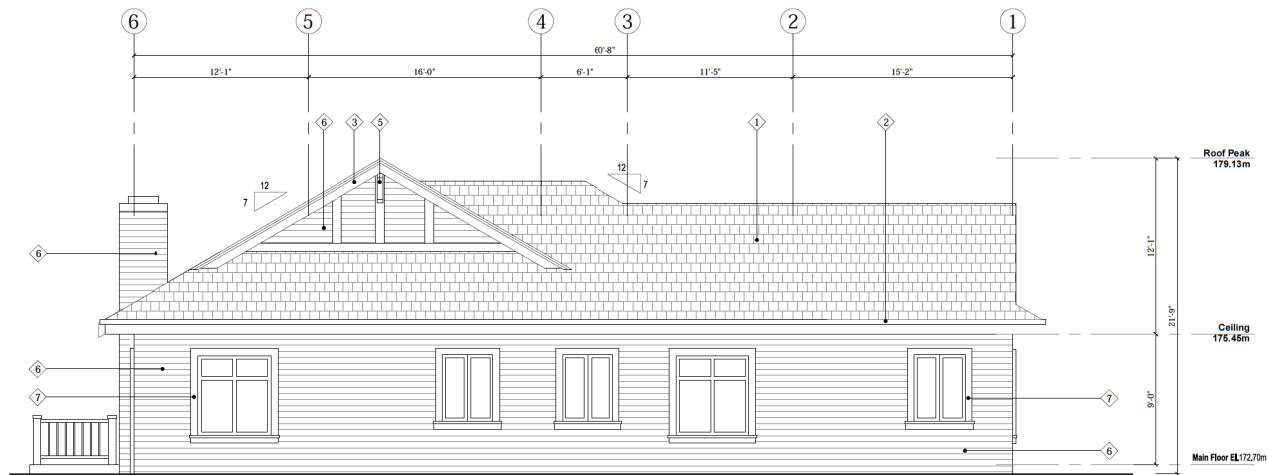 6 5 4 3 2 1
60'-8"
12'-1" 16'-0" 6'-1" 11'-5" 15'-2"
6 3 5 1 2
Roof Peak
179.13m
12
7
12
7
6
12'-1"
21'-9"
Ceiling
175.45m
6
7
9'-0"
7
6
Main Floor EL172.70m